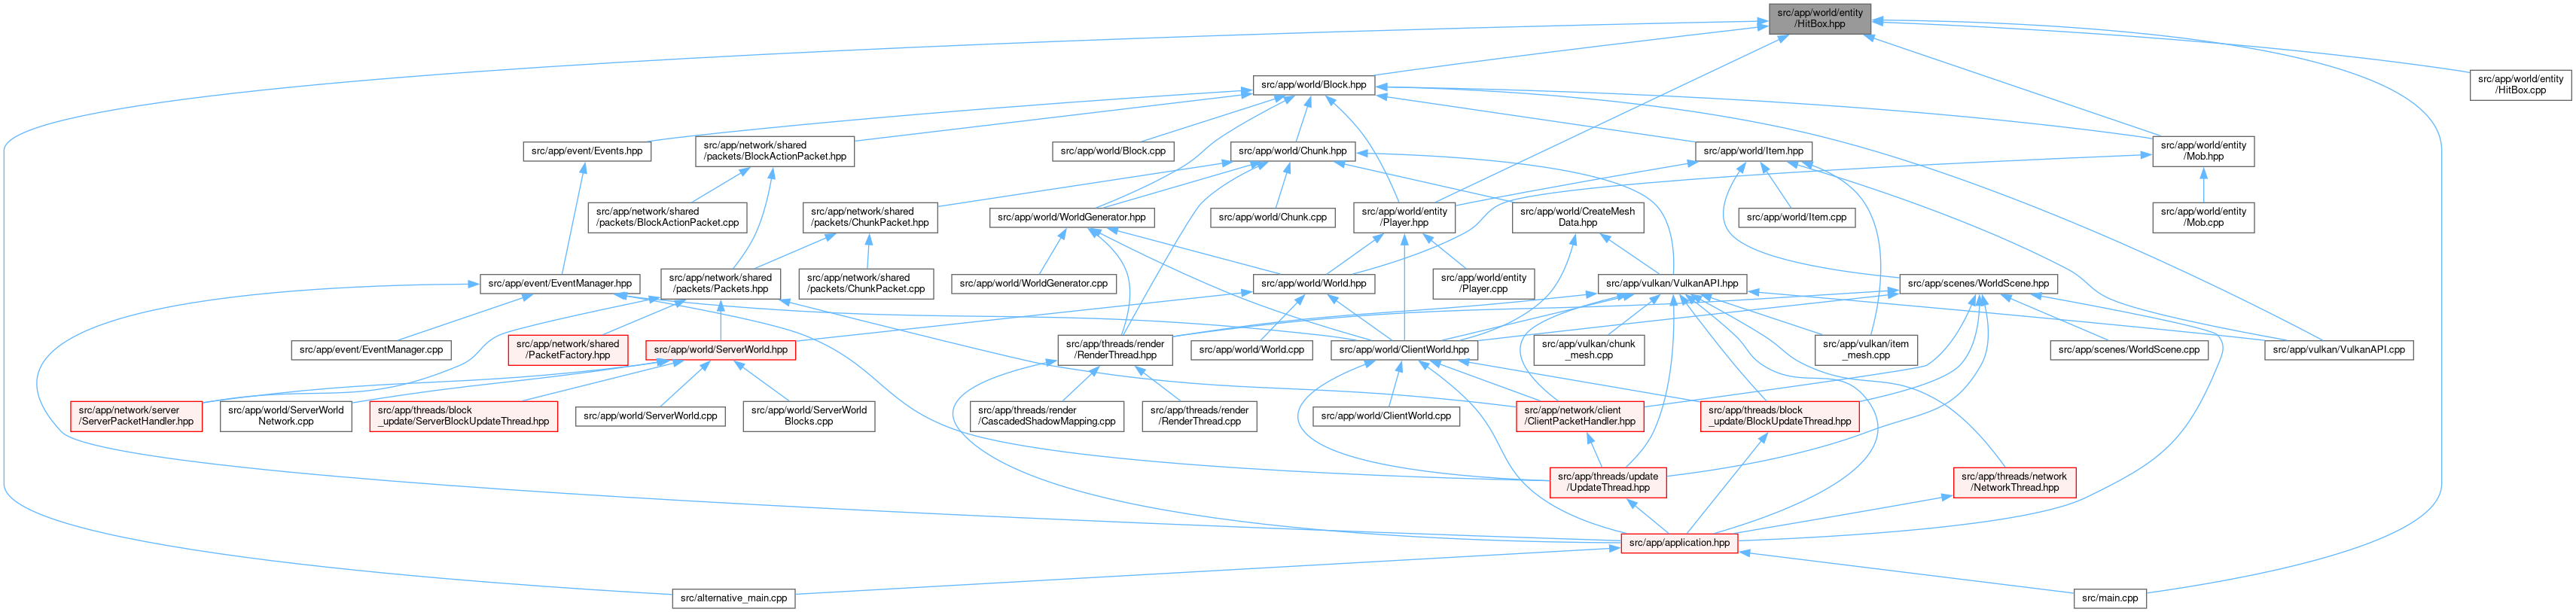 src/app/world/entity
/HitBox.hpp
src/app/world/Block.hpp
src/app/world/entity
/HitBox.cpp
src/app/event/Events.hpp
src/app/network/shared
/packets/BlockActionPacket.hpp
src/app/world/Block.cpp
src/app/world/Chunk.hpp
src/app/world/Item.hpp
src/app/world/entity
/Mob.hpp
src/app/network/shared
/packets/BlockActionPacket.cpp
src/app/network/shared
/packets/ChunkPacket.hpp
src/app/world/WorldGenerator.hpp
src/app/world/Chunk.cpp
src/app/world/entity
/Player.hpp
src/app/world/CreateMesh
Data.hpp
src/app/world/Item.cpp
src/app/world/entity
/Mob.cpp
src/app/event/EventManager.hpp
src/app/network/shared
/packets/Packets.hpp
src/app/network/shared
/packets/ChunkPacket.cpp
src/app/world/WorldGenerator.cpp
src/app/world/World.hpp
src/app/world/entity
/Player.cpp
src/app/vulkan/VulkanAPI.hpp
src/app/scenes/WorldScene.hpp
src/app/event/EventManager.cpp
src/app/network/shared
/PacketFactory.hpp
src/app/world/ServerWorld.hpp
src/app/threads/render
/RenderThread.hpp
src/app/world/World.cpp
src/app/world/ClientWorld.hpp
src/app/vulkan/chunk
_mesh.cpp
src/app/vulkan/item
_mesh.cpp
src/app/scenes/WorldScene.cpp
src/app/vulkan/VulkanAPI.cpp
src/app/network/server
/ServerPacketHandler.hpp
src/app/world/ServerWorld
Network.cpp
src/app/threads/block
_update/ServerBlockUpdateThread.hpp
src/app/world/ServerWorld.cpp
src/app/world/ServerWorld
Blocks.cpp
src/app/threads/render
/CascadedShadowMapping.cpp
src/app/threads/render
/RenderThread.cpp
src/app/world/ClientWorld.cpp
src/app/network/client
/ClientPacketHandler.hpp
src/app/threads/block
_update/BlockUpdateThread.hpp
src/app/threads/update
/UpdateThread.hpp
src/app/threads/network
/NetworkThread.hpp
src/app/application.hpp
src/alternative_main.cpp
src/main.cpp